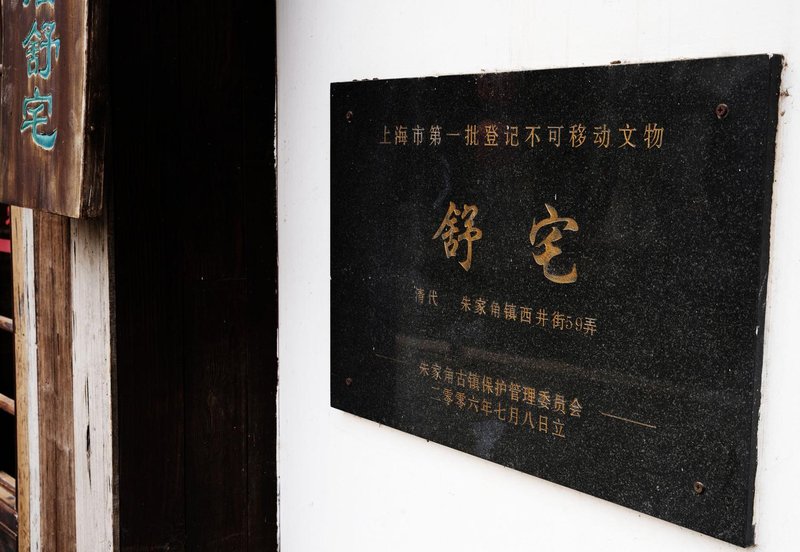 舒宅
上海市第一批登记不可移动文物
舒宅
清代 朱家角镇西井街59弄
朱家角古镇保护管理委员会
二零零六年七月八日立